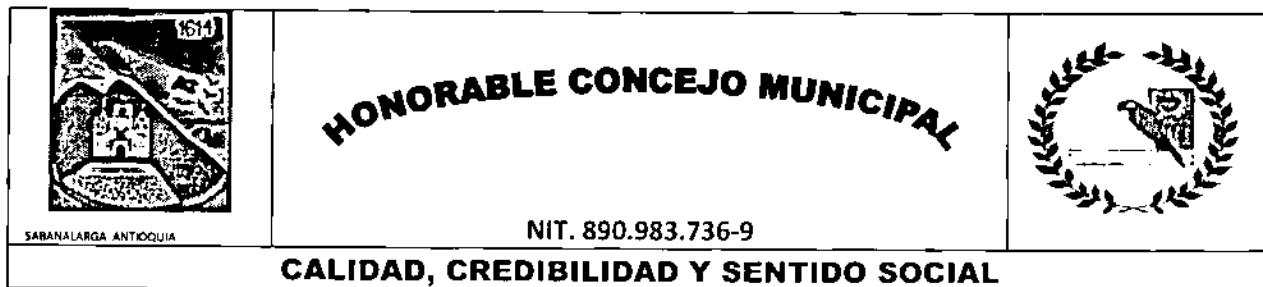 1614
SABANALARGA ANTIOQUIA
HONORABLE CONCEJO MUNICIPAL
NIT. 890.983.736-9
CALIDAD, CREDIBILIDAD Y SENTIDO SOCIAL